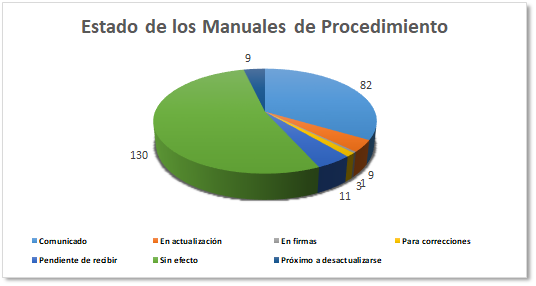 Estado de los Manuales de Procedimiento
9
82
130
9
1
3
11
Comunicado
En actualización
En firmas
Para correcciones
Pendiente de recibir
Sin efecto
Próximo a desactualizarse